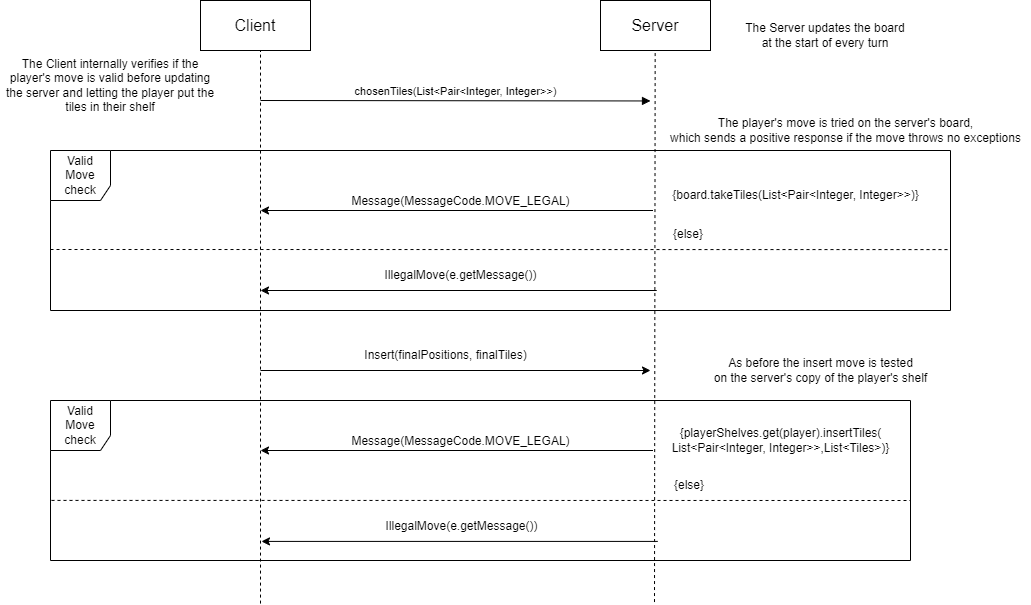 Client
Server
The Server updates the board
at the start of every turn
The Client internally verifies if the
player's move is valid before updating
the server and letting the player put the
tiles in their shelf
chosenTiles(List<Pair<Integer, Integer>>)
The player's move is tried on the server's board,
which sends a positive response if the move throws no exceptions
Valid
Move
check
Message(MessageCode.MOVE_LEGAL)
{board.takeTiles(List<Pair<Integer, Integer>>)}
{else}
IllegalMove(e.getMessage())
Insert(finalPositions, finalTiles)
As before the insert move is tested
on the server's copy of the player's shelf
Valid
Move
check
Message(MessageCode.MOVE_LEGAL)
{playerShelves.get(player).insertTiles(
List<Pair<Integer, Integer>>,List<Tiles>)}
{else}
IllegalMove(e.getMessage())